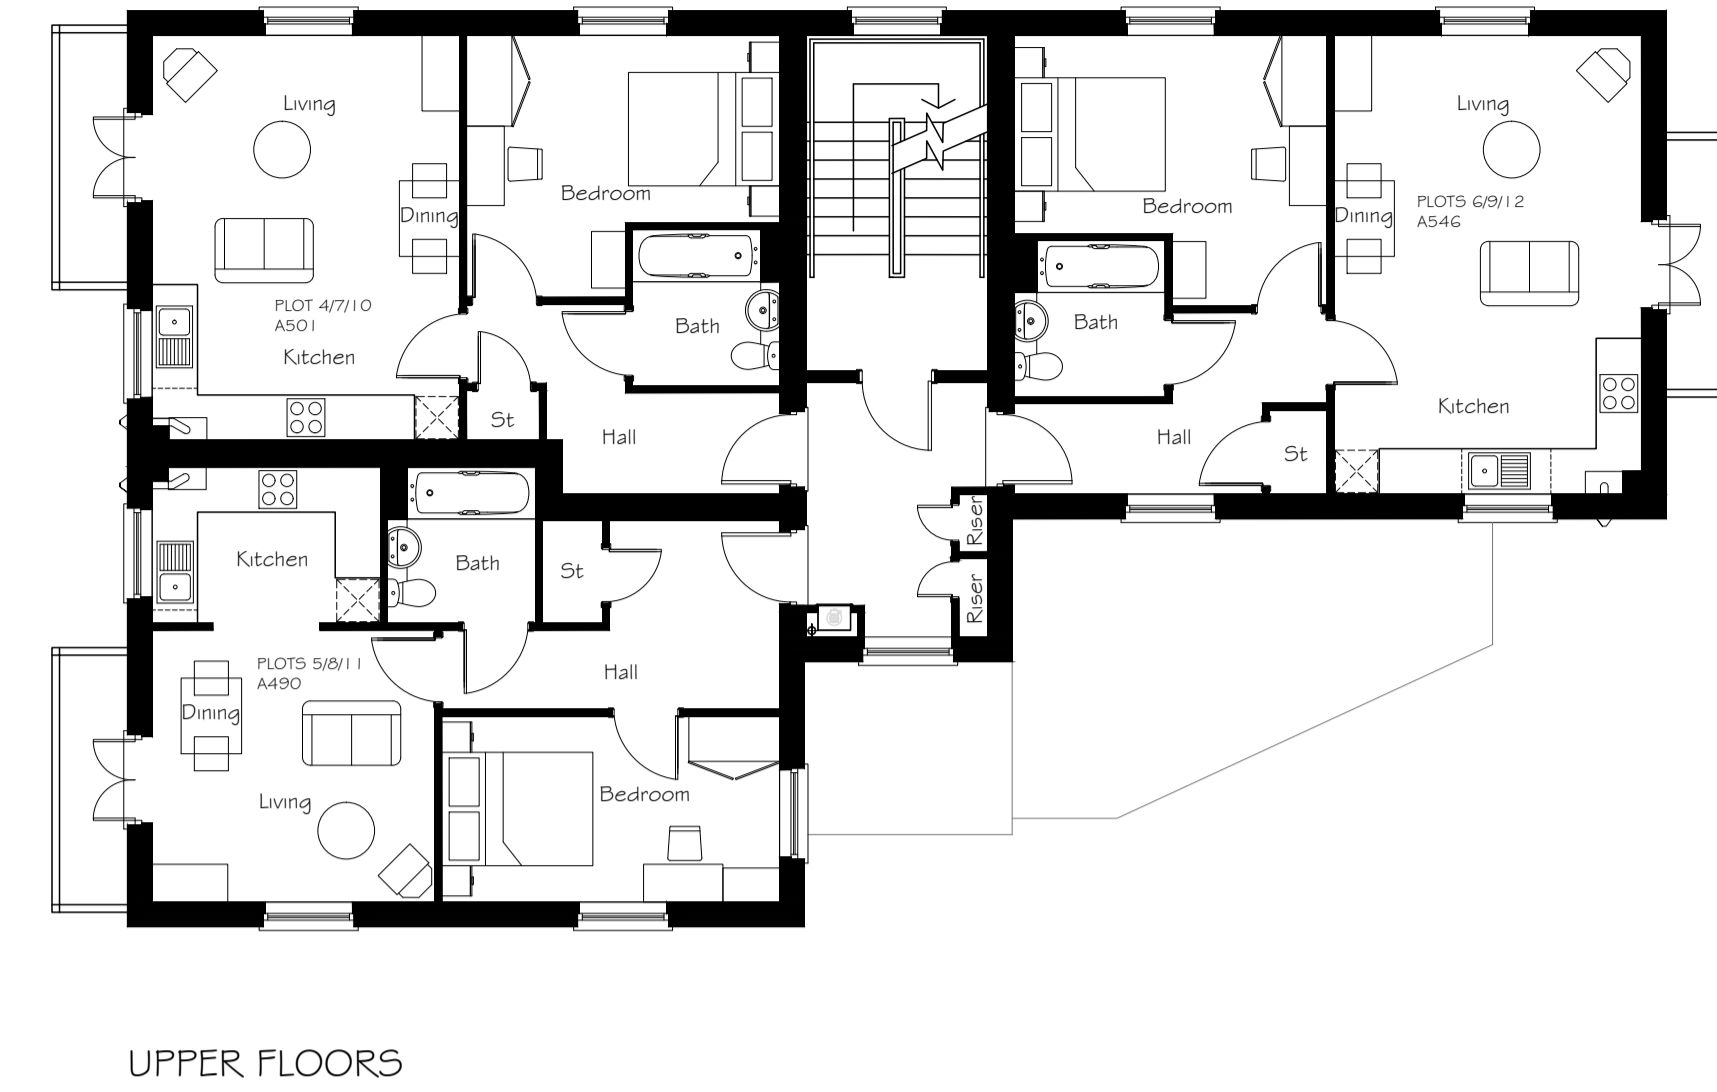 Living
Bedroom
Dining
PLOT 4/7/10
A501
Kitchen
Bath
St
Hall
Bedroom
Living
Dining
PLOTS 6/9/12
A546
Bath
Kitchen
Hall
St
Riser
Riser
Kitchen
Bath
St
PLOTS 5/8/11
A490
Hall
Dining
Living
Bedroom
UPPER FLOORS